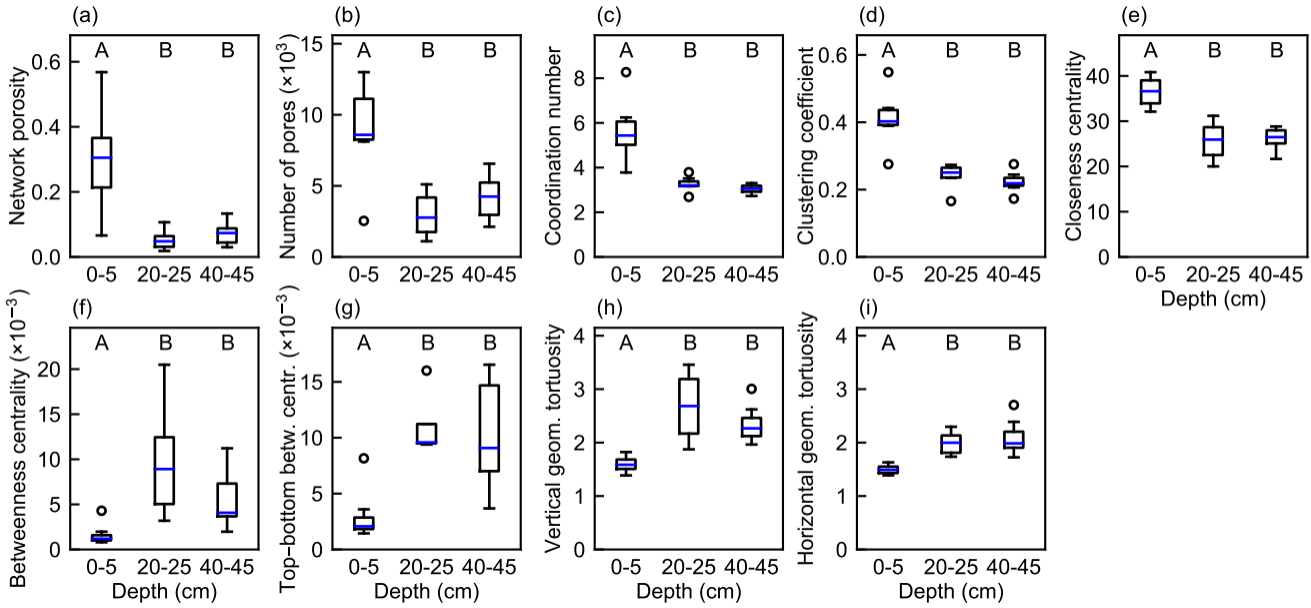 (a)
Network porosity
0.6
0.4
0.2
0.0
A B B
0-5 20-25 40-45
(b)
Number of pores (×10³)
15
10
5
0
A B B
0-5 20-25 40-45
(c)
Coordination number
8
6
4
2
0
A B B
0-5 20-25 40-45
(d)
Clustering coefficient
0.6
0.4
0.2
0.0
A B B
0-5 20-25 40-45
(e)
Closeness centrality
40
30
20
10
0
A B B
0-5 20-25 40-45
Depth (cm)
(f)
Betweenness centrality (×10⁻³)
20
15
10
5
0
A B B
0-5 20-25 40-45
Depth (cm)
(g)
Top–bottom betw. centr. (×10⁻³)
15
10
5
0
A B B
0-5 20-25 40-45
Depth (cm)
(h)
Vertical geom. tortuosity
4
3
2
1
0
A B B
0-5 20-25 40-45
Depth (cm)
(i)
Horizontal geom. tortuosity
4
3
2
1
0
A B B
0-5 20-25 40-45
Depth (cm)